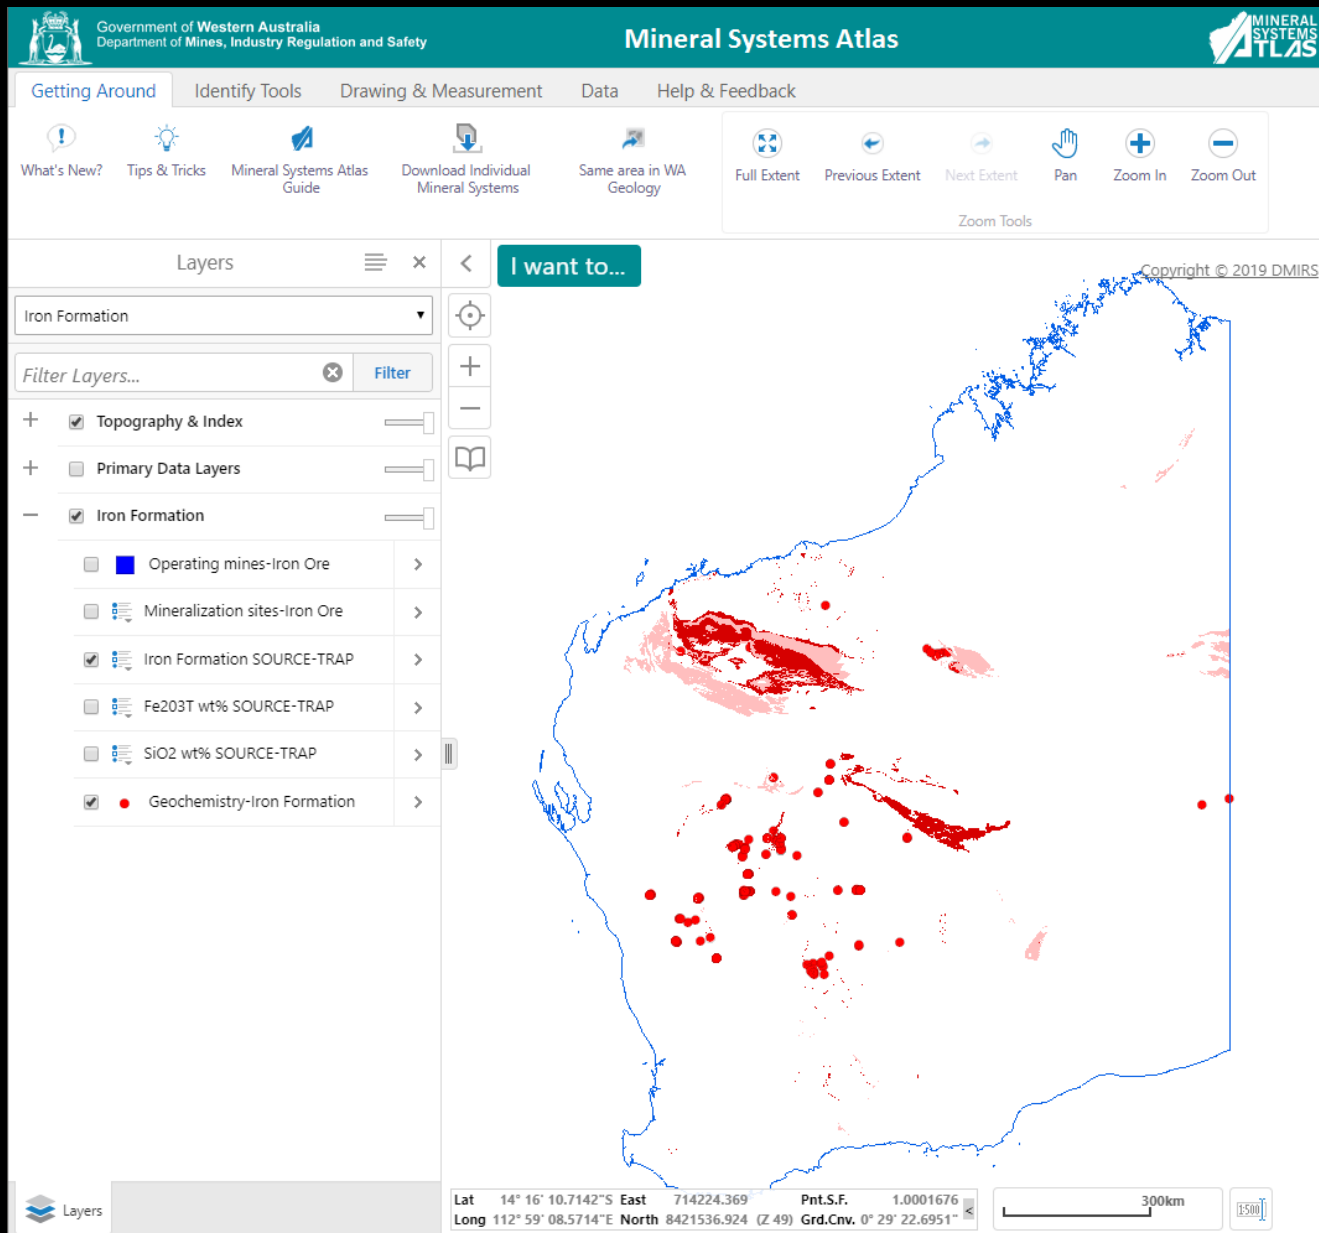 Government of Western Australia
Department of Mines, Industry Regulation and Safety
Mineral Systems Atlas
MINERAL
SYSTEMS
ATLAS
Getting Around
Identify Tools
Drawing & Measurement
Data
Help & Feedback
What's New?
Tips & Tricks
Mineral Systems Atlas
Guide
Download Individual
Mineral Systems
Same area in WA
Geology
Full Extent
Previous Extent
Next Extent
Pan
Zoom In
Zoom Out
Zoom Tools
Layers
I want to...
Copyright © 2019 DMIRS
Iron Formation
Filter Layers...
Filter
Topography & Index
Primary Data Layers
Iron Formation
Operating mines-Iron Ore
Mineralization sites-Iron Ore
Iron Formation SOURCE-TRAP
Fe203T wt% SOURCE-TRAP
SiO2 wt% SOURCE-TRAP
Geochemistry-Iron Formation
Layers
Lat 14° 16' 10.7142"S East 714224.369 Pnt.S.F. 1.0001676
Long 112° 59' 08.5714"E North 8421536.924 (Z 49) Grd.Cnv. 0° 29' 22.6951"
<
300km
1:500